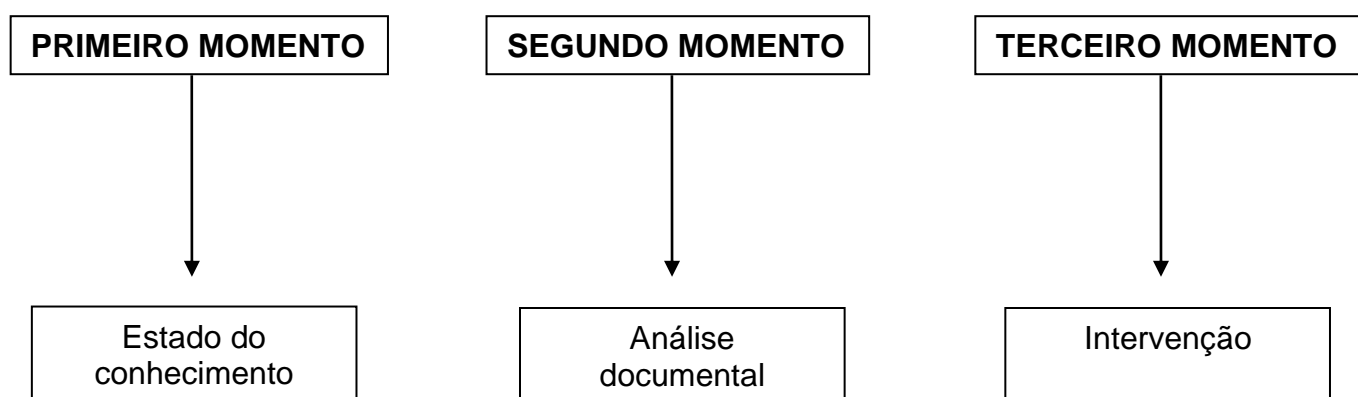 PRIMEIRO MOMENTO
SEGUNDO MOMENTO
TERCEIRO MOMENTO
Estado do
conhecimento
Análise
documental
Intervenção